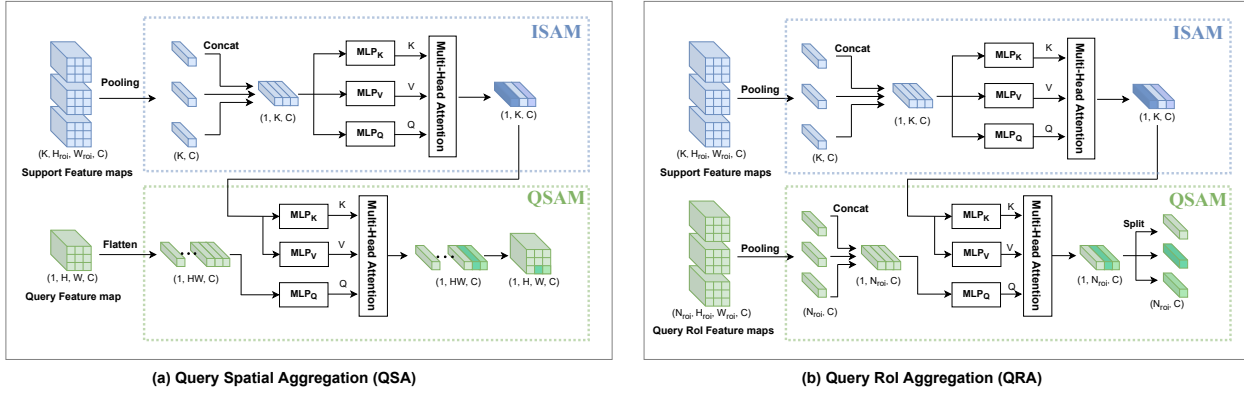 ISAM
Concat
Pooling
MLP_K
MLP_V
MLP_Q
K
V
Q
Multi-Head Attention
(1, K, C)
(1, K, C)
(K, C)
(K, H_roi, W_roi, C)
Support Feature maps
QSAM
Flatten
MLP_K
MLP_V
MLP_Q
K
V
Q
Multi-Head Attention
(1, H, W, C)
Query Feature map
(1, HW, C)
(1, HW, C)
(1, H, W, C)
(a) Query Spatial Aggregation (QSA)
ISAM
Concat
Pooling
MLP_K
MLP_V
MLP_Q
K
V
Q
Multi-Head Attention
(1, K, C)
(1, K, C)
(K, C)
(K, H_roi, W_roi, C)
Support Feature maps
QSAM
Concat
Pooling
MLP_K
MLP_V
MLP_Q
K
V
Q
Multi-Head Attention
Split
(1, N_roi, C)
(1, N_roi, C)
(N_roi, C)
(N_roi, C)
(N_roi, H_roi, W_roi, C)
Query RoI Feature maps
(b) Query RoI Aggregation (QRA)